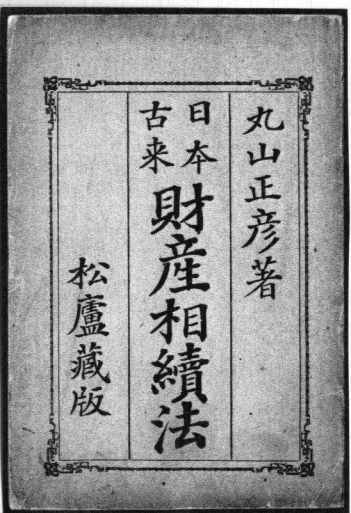 丸山正彦著
日本
古来
財産相續法
松廬藏版